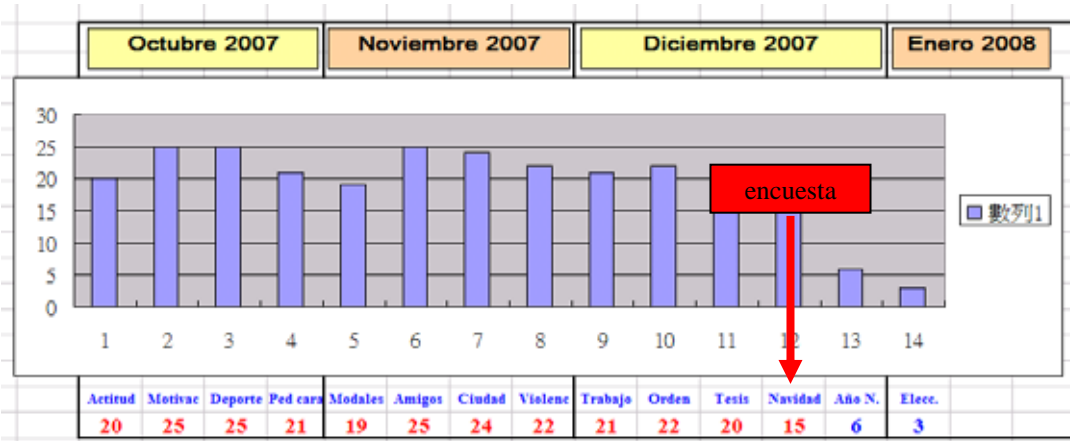 Octubre 2007 Noviembre 2007 Diciembre 2007 Enero 2008
30
25
20
15
10
5
0
encuesta
數列1
1 2 3 4 5 6 7 8 9 10 11 12 13 14
Actitud Motivac Deporte Ped cara Modales Amigos Ciudad Violenc Trabajo Orden Tesis Navidad Año N. Elecc.
20 25 25 21 19 25 24 22 21 22 20 15 6 3